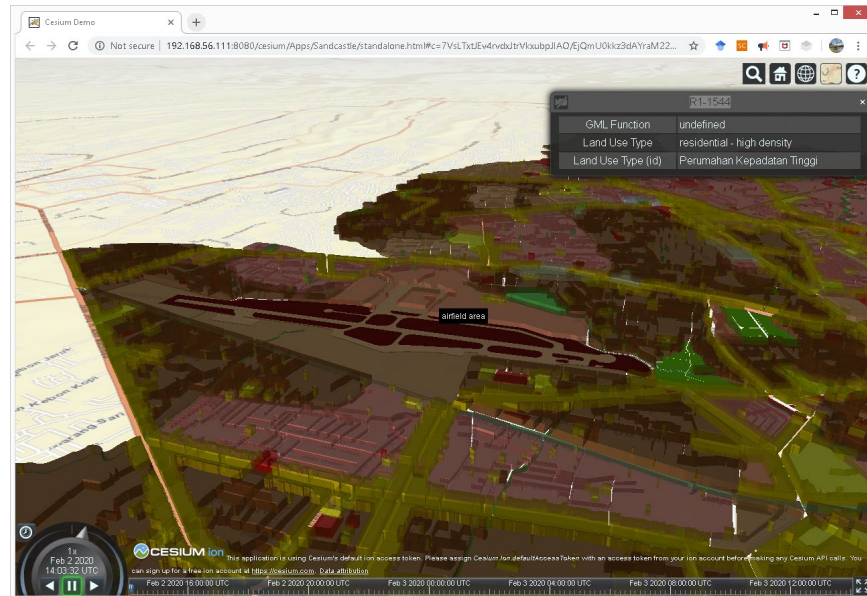 Cesium Demo
Not secure | 192.168.56.111:8080/cesium/Apps/Sandcastle/standalone.html#c=7VsLTxtJEv4rvdxJtrVkxubpJIAO/EjQmU0kkz3dAYraM22...
R1-1544
GML Function undefined
Land Use Type residential - high density
Land Use Type (id) Perumahan Kepadatan Tinggi
airfield area
1x
Feb 2 2020
14:03:32 UTC
CESIUM ion This application is using Cesium's default ion access token. Please assign Cesium.Ion.defaultAccessToken with an access token from your ion account before making any Cesium API calls. You
can sign up for a free ion account at https://cesium.com. Data attribution
Feb 2 2020 16:00:00 UTC Feb 2 2020 20:00:00 UTC Feb 3 2020 00:00:00 UTC Feb 3 2020 04:00:00 UTC Feb 3 2020 08:00:00 UTC Feb 3 2020 12:00:00 UTC